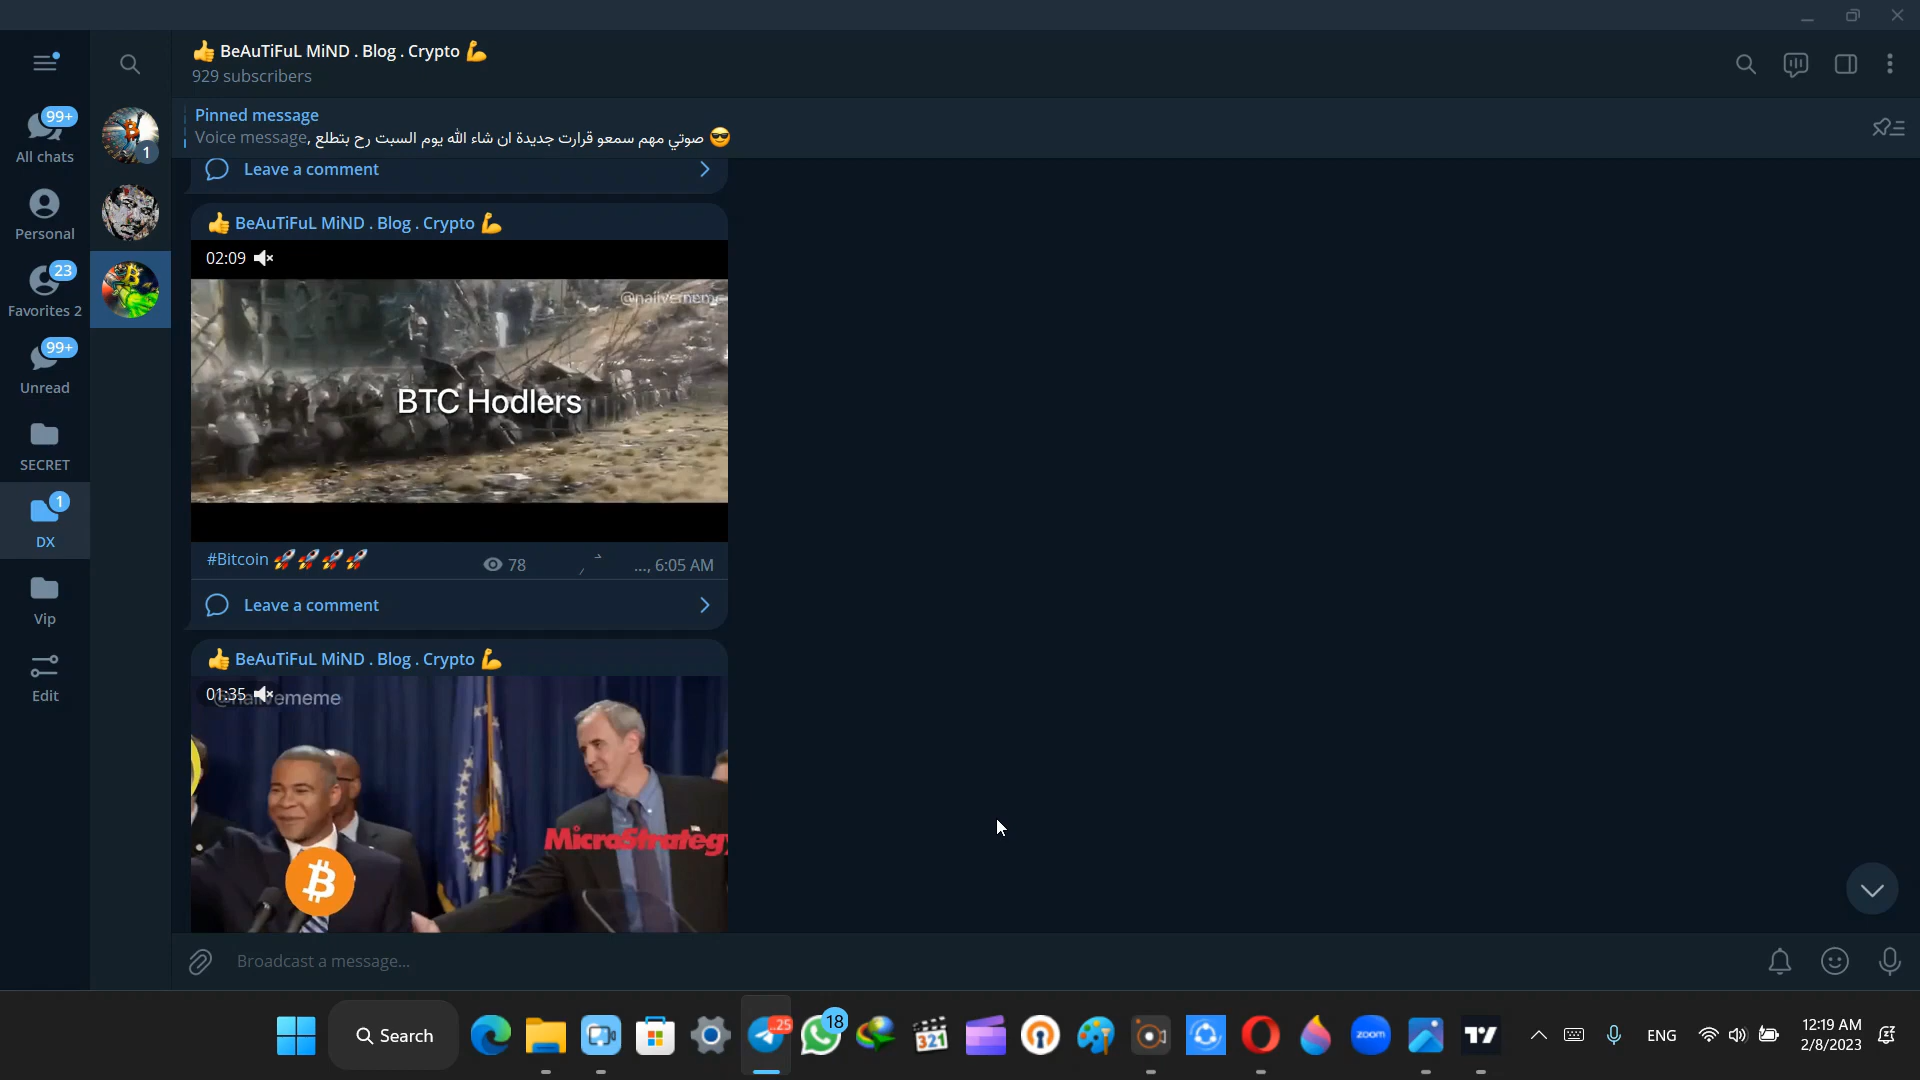 👍 BeAuTiFuL MiND . Blog . Crypto 💪
929 subscribers
Pinned message
Voice message, صوتي مهم سمعو قرارت جديدة ان شاء الله يوم السبت رح بتطلع 😎
99+
All chats
Personal
23
Favorites 2
99+
Unread
SECRET
1
DX
Vip
Edit
1
Leave a comment
👍 BeAuTiFuL MiND . Blog . Crypto 💪
02:09
BTC Hodlers
#Bitcoin 🚀🚀🚀🚀
78
..., 6:05 AM
Leave a comment
👍 BeAuTiFuL MiND . Blog . Crypto 💪
01:35
MicroStrategy
Broadcast a message...
Search
..25
18
321
zoom
ENG
12:19 AM
2/8/2023